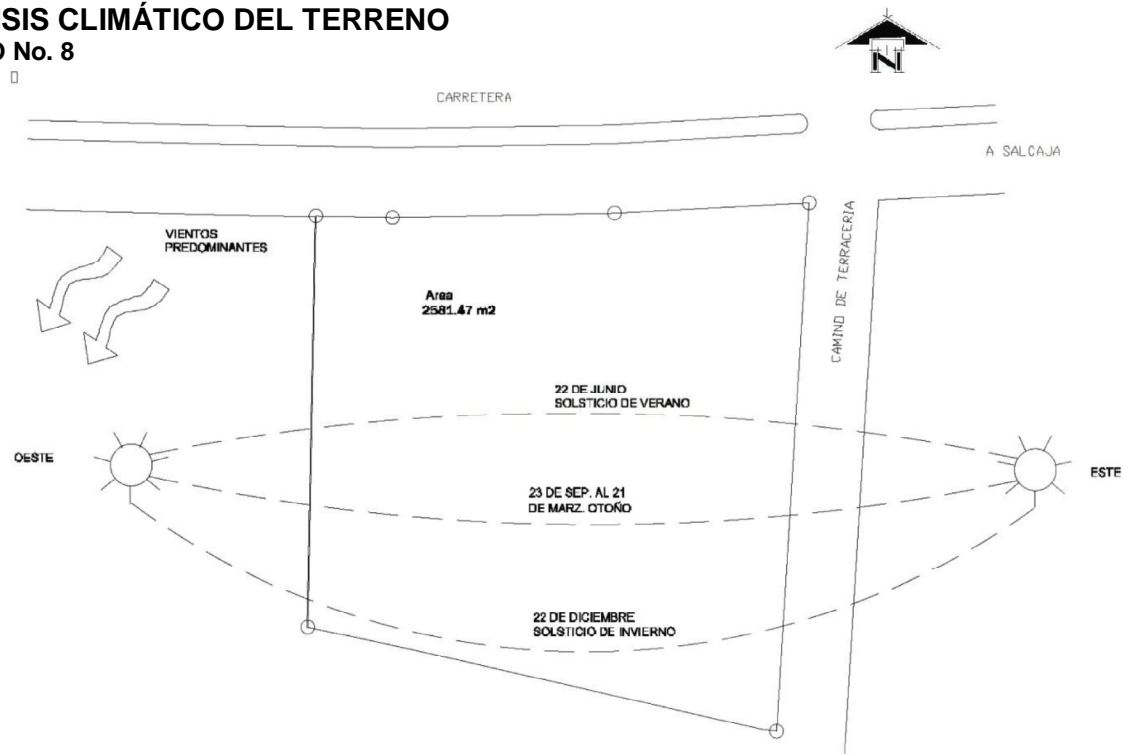 SIS CLIMÁTICO DEL TERRENO
No. 8
N
CARRETERA
A SALCAJA
VIENTOS
PREDOMINANTES
CAMINO DE TERRACERIA
Area
2581.47 m2
22 DE JUNIO
SOLSTICIO DE VERANO
OESTE
ESTE
23 DE SEP. AL 21
DE MARZ. OTOÑO
22 DE DICIEMBRE
SOLSTICIO DE INVIERNO